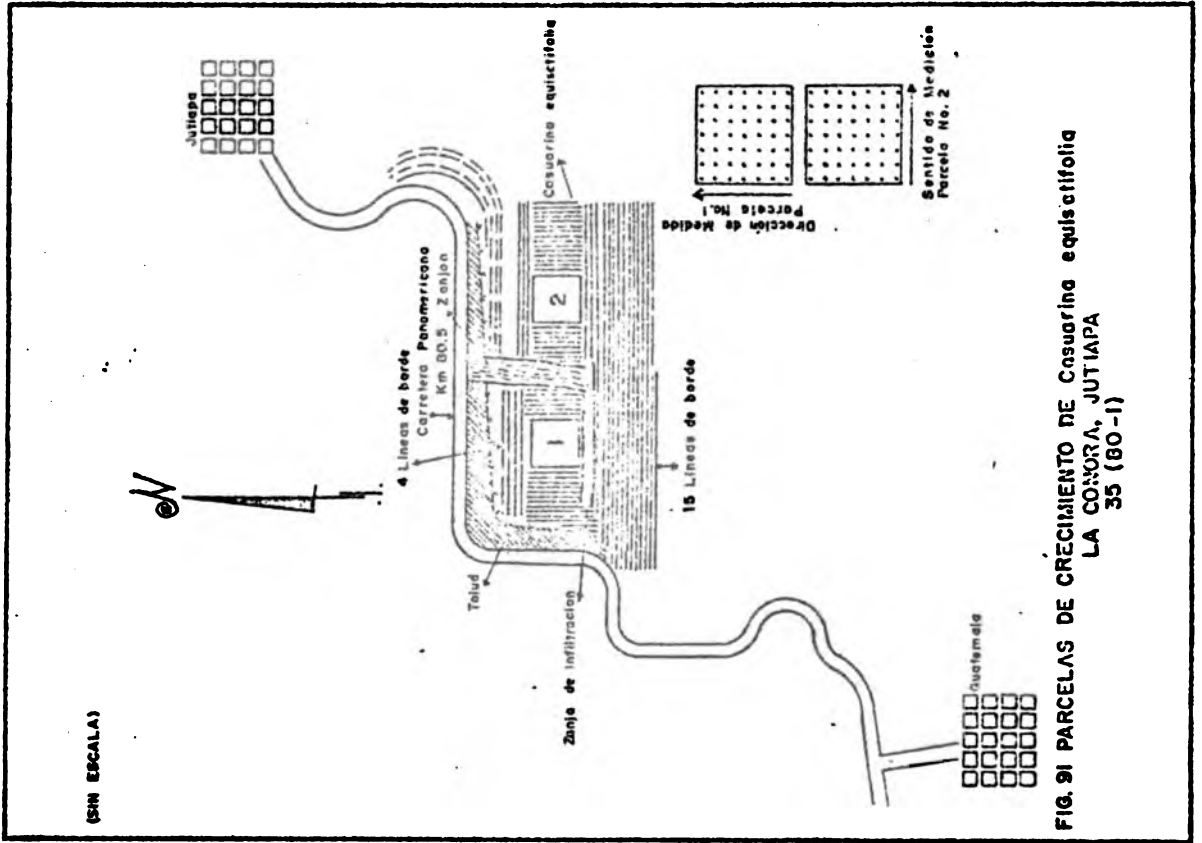 (SIN ESCALA)
N
Jutiapa
4 Lineas de borde
Carretera Panamericana
Km 80.5 Zanjon
Talud
Zanja de Infiltracion
1
2
Casuarina equisetifolia
15 Lineas de borde
Dirección de Medida
Parcela No. 1
Sentido de Medición
Parcela No. 2
Guatemala
FIG. 91 PARCELAS DE CRECIMIENTO DE Casuarina equisetifolia
LA CONORA, JUTIAPA
35 (80-1)